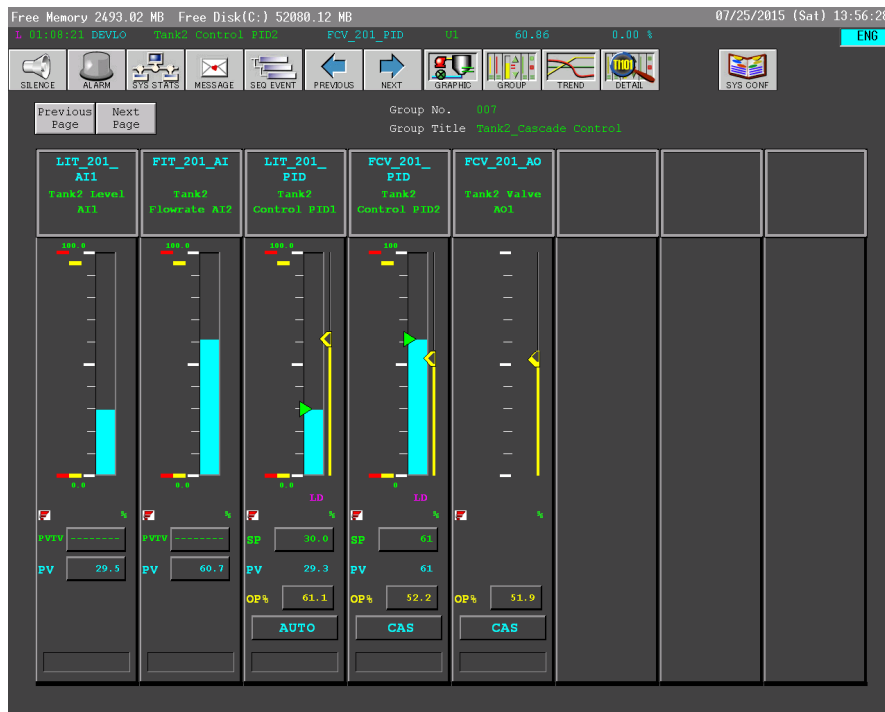 Free Memory 2493.02 MB Free Disk(C:) 52080.12 MB 07/25/2015 (Sat) 13:56:28
L 01:08:21 DEVLO Tank2 Control PID2 FCV_201_PID U1 60.86 0.00 % ENG
SILENCE ALARM SYS STATS MESSAGE SEQ EVENT PREVIOUS NEXT GRAPHIC GROUP TREND DETAIL SYS CONF
TI101
Previous Page
Next Page
Group No. 007
Group Title Tank2_Cascade Control
LIT_201_ FIT_201_AI LIT_201_ FCV_201_ FCV_201_AO
AI1 PID PID
Tank2 Level Tank2 Tank2 Tank2 Tank2 Valve
AI1 Flowrate AI2 Control PID1 Control PID2 AO1
100.0 100.0 100.0 100
0.0 0.0 0.0 0
LD LD
% % % % %
PVTV -------- PVTV -------- SP 30.0 SP 61
PV 29.5 PV 60.7 PV 29.3 PV 61
OP% 61.1 OP% 52.2 OP% 51.9
AUTO CAS CAS